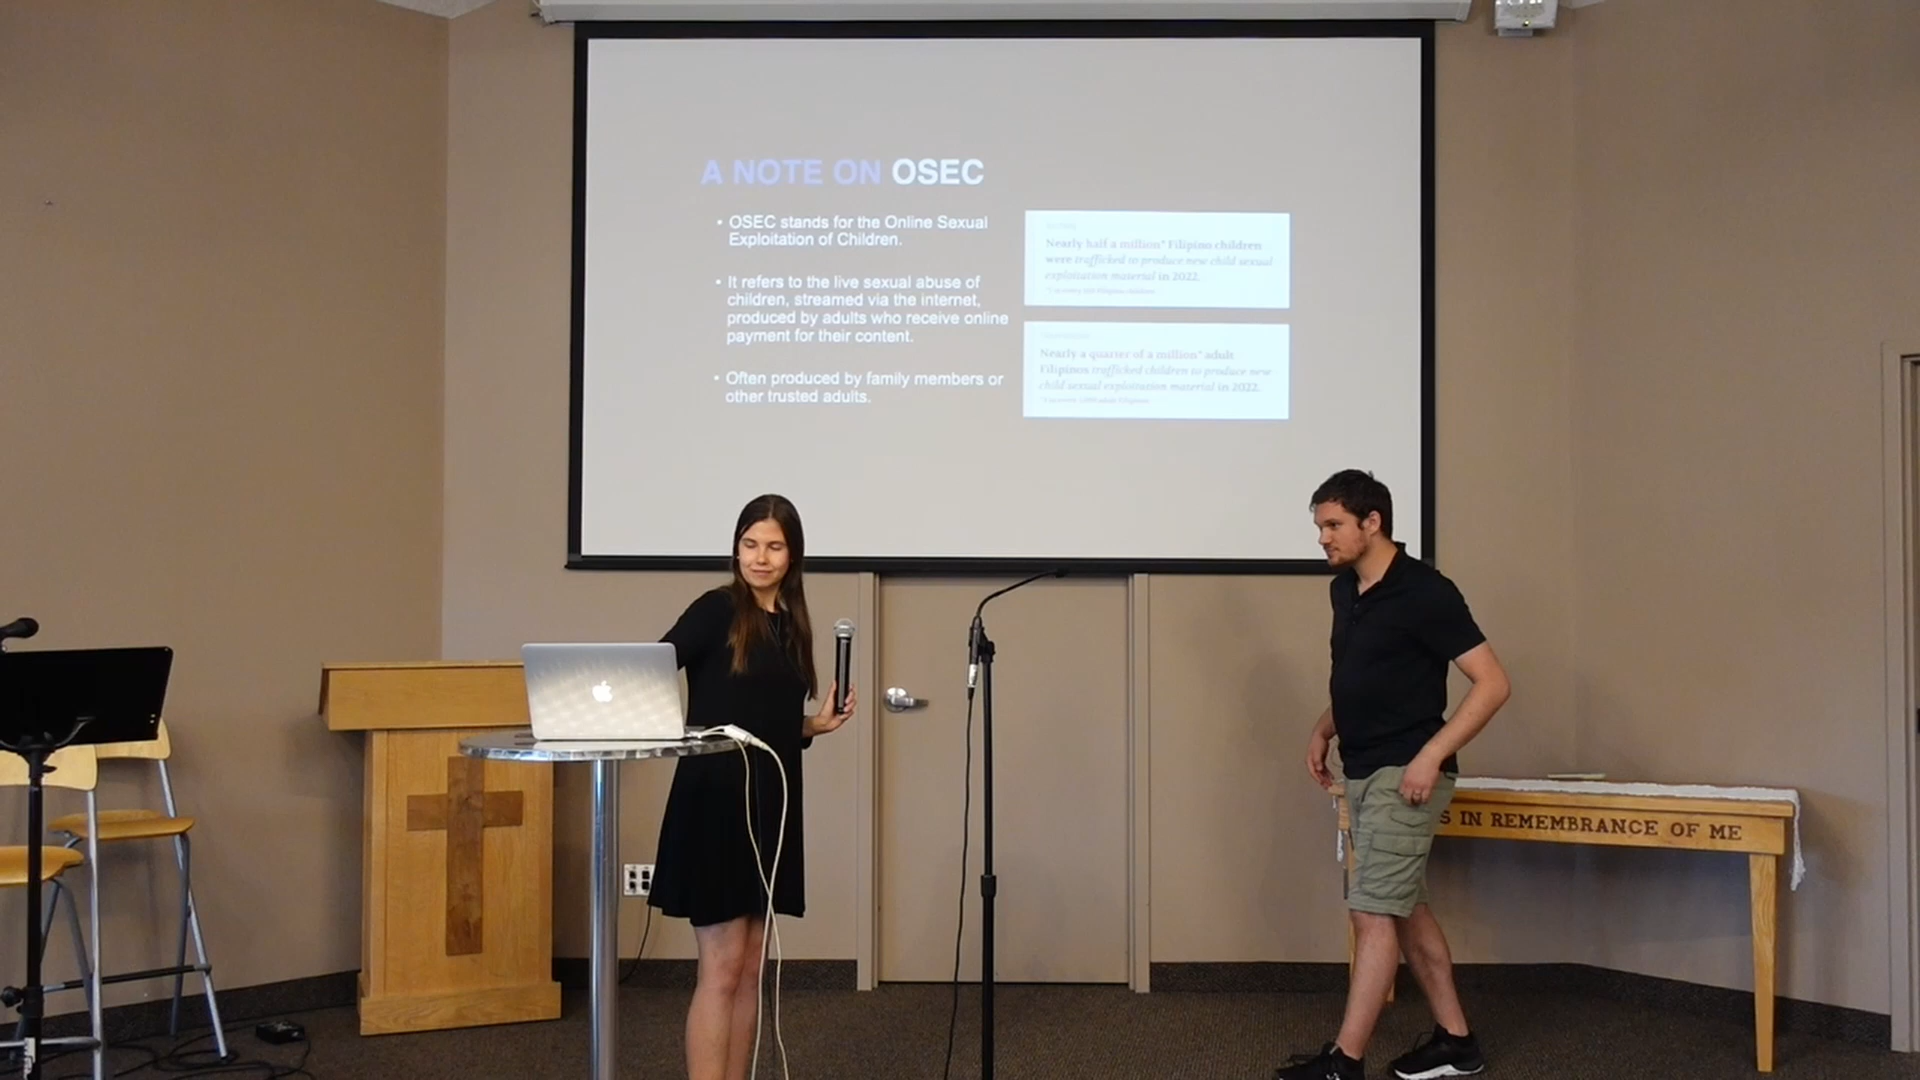 A NOTE ON OSEC
• OSEC stands for the Online Sexual
Exploitation of Children.
• It refers to the live sexual abuse of
children, streamed via the internet,
produced by adults who receive online
payment for their content.
• Often produced by family members or
other trusted adults.
Nearly half a million* Filipino children
were trafficked to produce new child sexual
exploitation material in 2022.
Nearly a quarter of a million* adult
Filipinos trafficked children to produce new
child sexual exploitation material in 2022.
S IN REMEMBRANCE OF ME